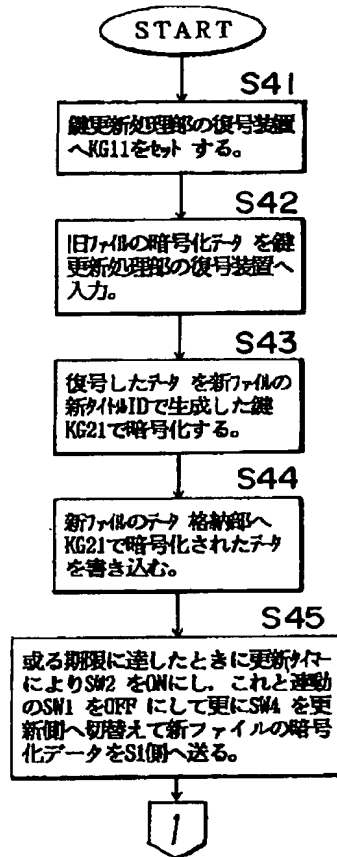 START
S41
鍵更新処理部の復号装置
へKG11をセット する。
S42
旧ファイルの暗号化データ を鍵
更新処理部の復号装置へ
入力。
S43
復号したデータ を新ファイルの
新タイトルIDで生成した鍵
KG21で暗号化する。
S44
新ファイルのデータ 格納部へ
KG21で暗号化されたデータ
を書き込む。
S45
或る期限に達したときに更新タイマー
によりSW2 をONにし、これと連動
のSW1 をOFF にして更にSW4 を更
新側へ切替えて新ファイルの暗号
化データをS1側へ送る。
1